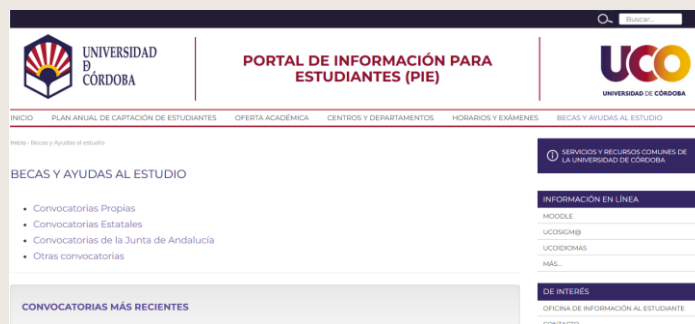 Buscar...
UNIVERSIDAD
Ð
CÓRDOBA
PORTAL DE INFORMACIÓN PARA
ESTUDIANTES (PIE)
UCO
UNIVERSIDAD DE CÓRDOBA
INICIO PLAN ANUAL DE CAPTACIÓN DE ESTUDIANTES OFERTA ACADÉMICA CENTROS Y DEPARTAMENTOS HORARIOS Y EXÁMENES BECAS Y AYUDAS AL ESTUDIO
Inicio › Becas y Ayudas al estudio
BECAS Y AYUDAS AL ESTUDIO
• Convocatorias Propias
• Convocatorias Estatales
• Convocatorias de la Junta de Andalucía
• Otras convocatorias
CONVOCATORIAS MÁS RECIENTES
SERVICIOS Y RECURSOS COMUNES DE
LA UNIVERSIDAD DE CÓRDOBA
INFORMACIÓN EN LÍNEA
MOODLE
UCOSIGM@
UCOIDIOMAS
MÁS...
DE INTERÉS
OFICINA DE INFORMACIÓN AL ESTUDIANTE
CONTACTO